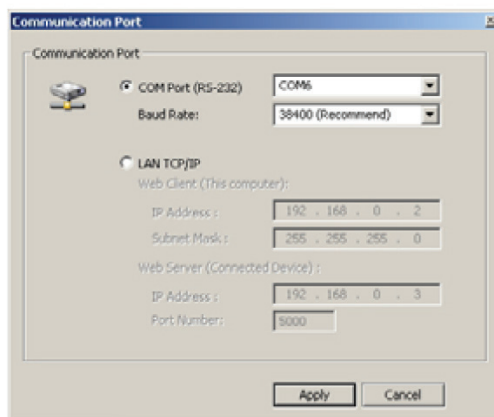 Communication Port
Communication Port
COM Port (RS-232) COM6
Baud Rate: 38400 (Recommend)
LAN TCP/IP
Web Client (This computer):
IP Address : 192 . 168 . 0 . 2
Subnet Mask : 255 . 255 . 255 . 0
Web Server (Connected Device) :
IP Address : 192 . 168 . 0 . 3
Port Number: 5000
Apply Cancel